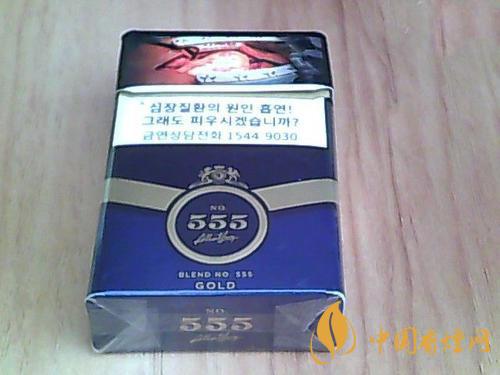 심장질환의 원인 흡연!
그래도 피우시겠습니까?
금연상담전화 1544 9030
NO.
555
BLEND NO. 555
GOLD
NO.
555
中国香烟网